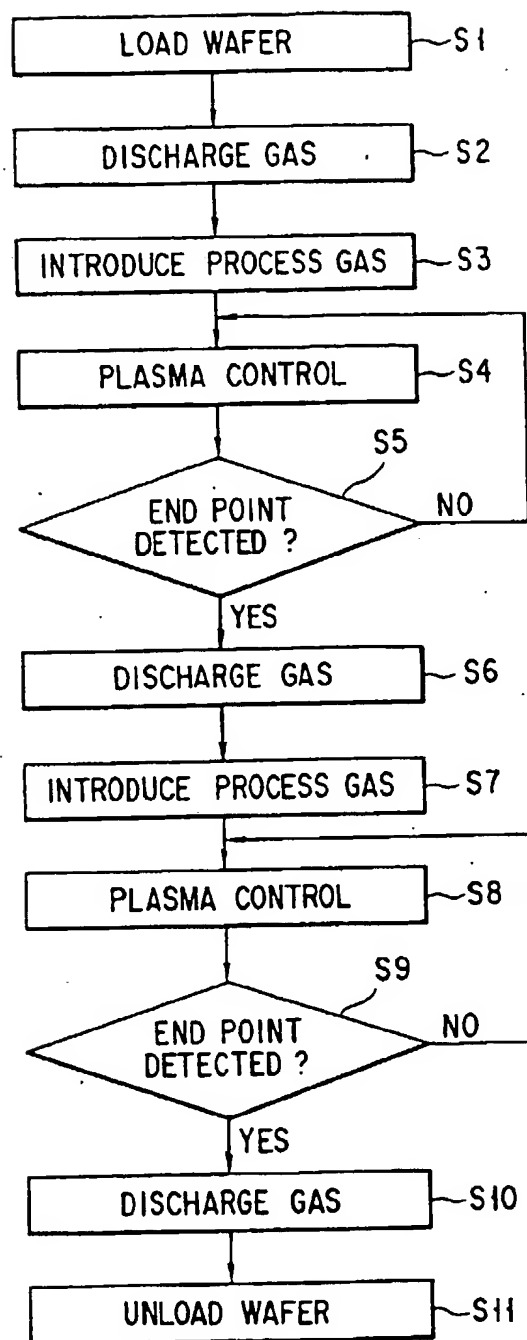 LOAD WAFER S1
DISCHARGE GAS S2
INTRODUCE PROCESS GAS S3
PLASMA CONTROL S4
S5
END POINT
DETECTED ?
NO
YES
DISCHARGE GAS S6
INTRODUCE PROCESS GAS S7
PLASMA CONTROL S8
S9
END POINT
DETECTED ?
NO
YES
DISCHARGE GAS S10
UNLOAD WAFER S11